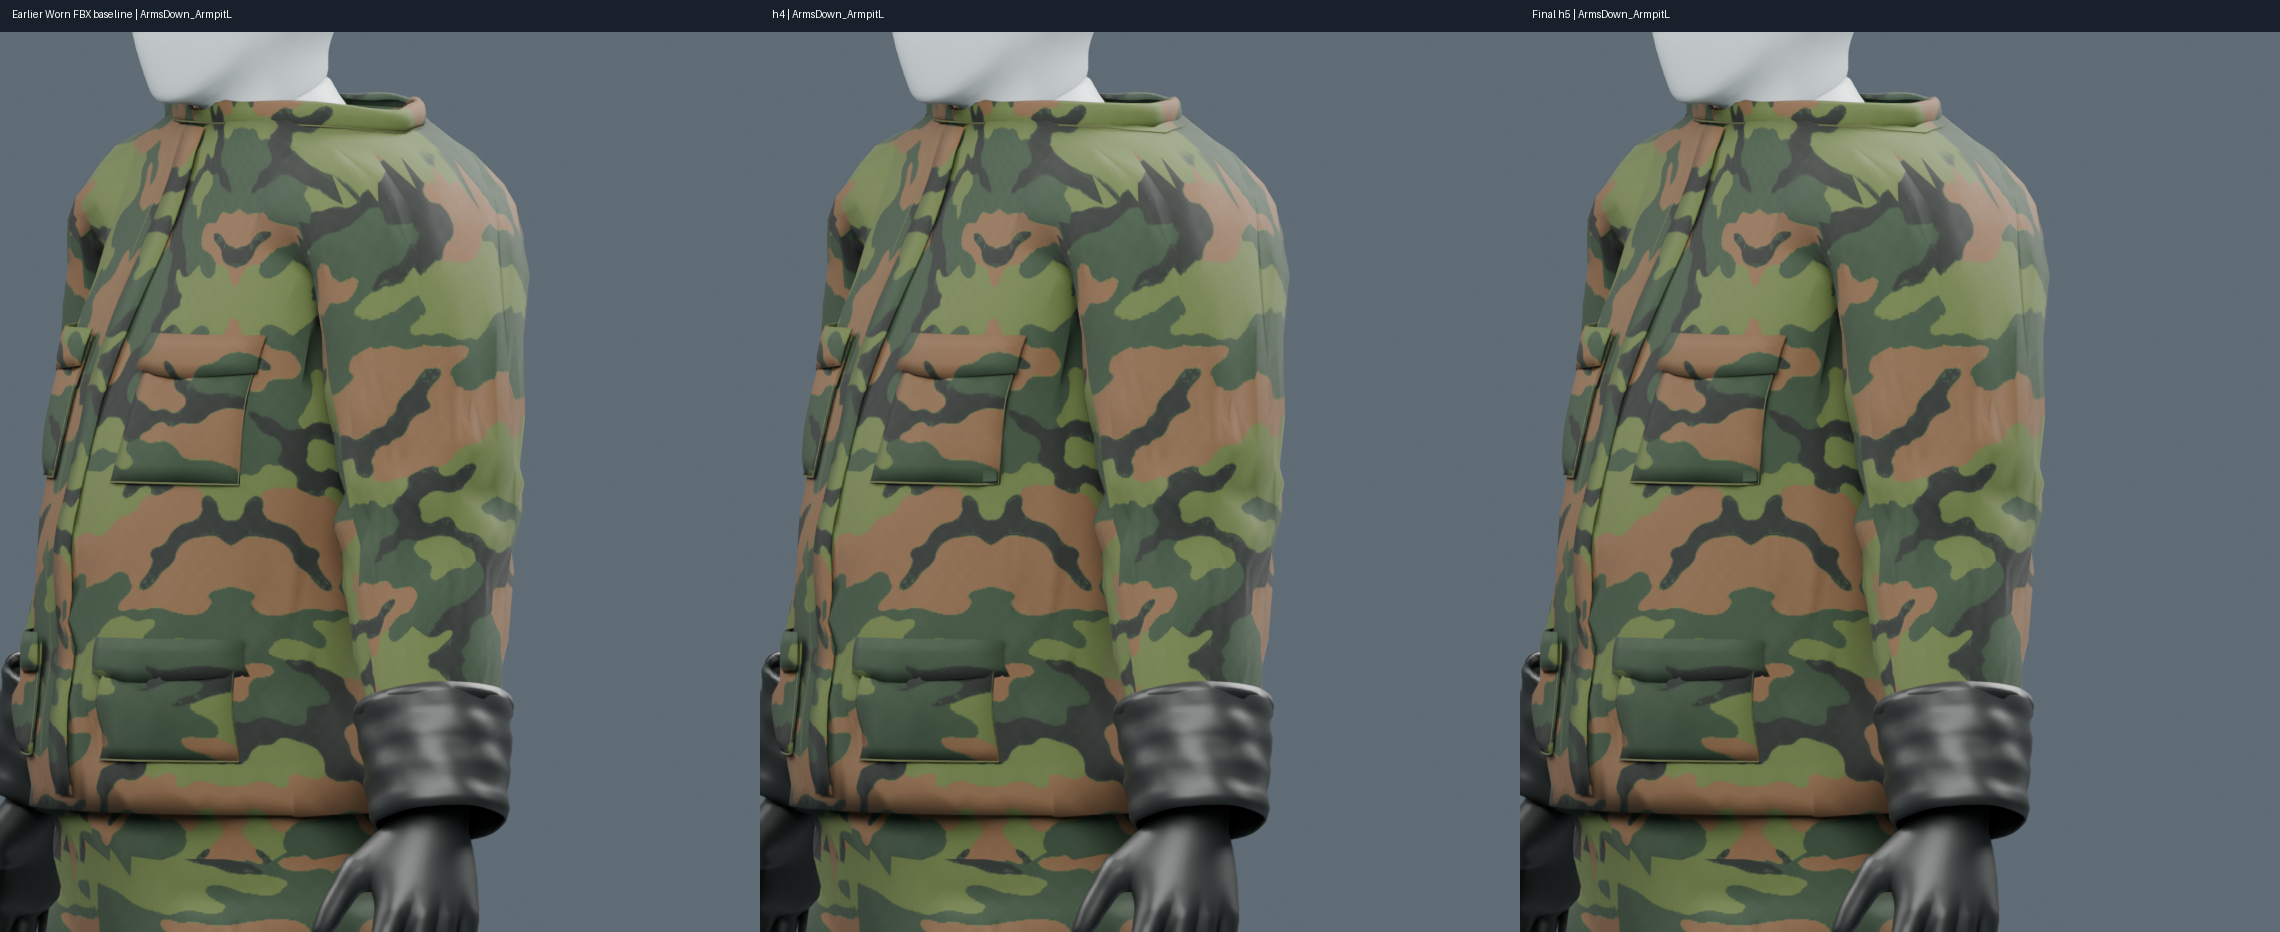 Earlier Worn FBX baseline | ArmsDown_ArmpitL
h4 | ArmsDown_ArmpitL
Final h5 | ArmsDown_ArmpitL